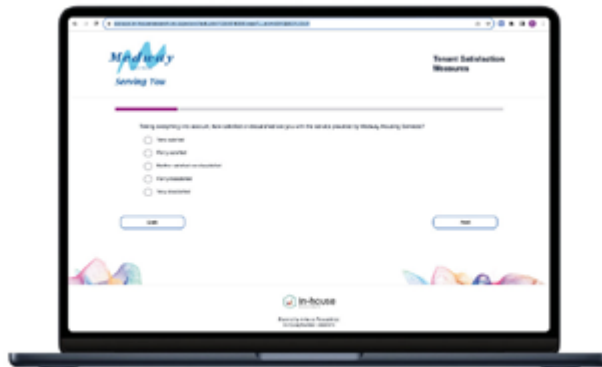 Medway
Serving You
Tenant Satisfaction
Measures
Taking everything into account, how satisfied or dissatisfied are you with the service provided by Medway Housing Services?
Very satisfied
Fairly satisfied
Neither satisfied nor dissatisfied
Fairly dissatisfied
Very dissatisfied
Back
Next
in-house